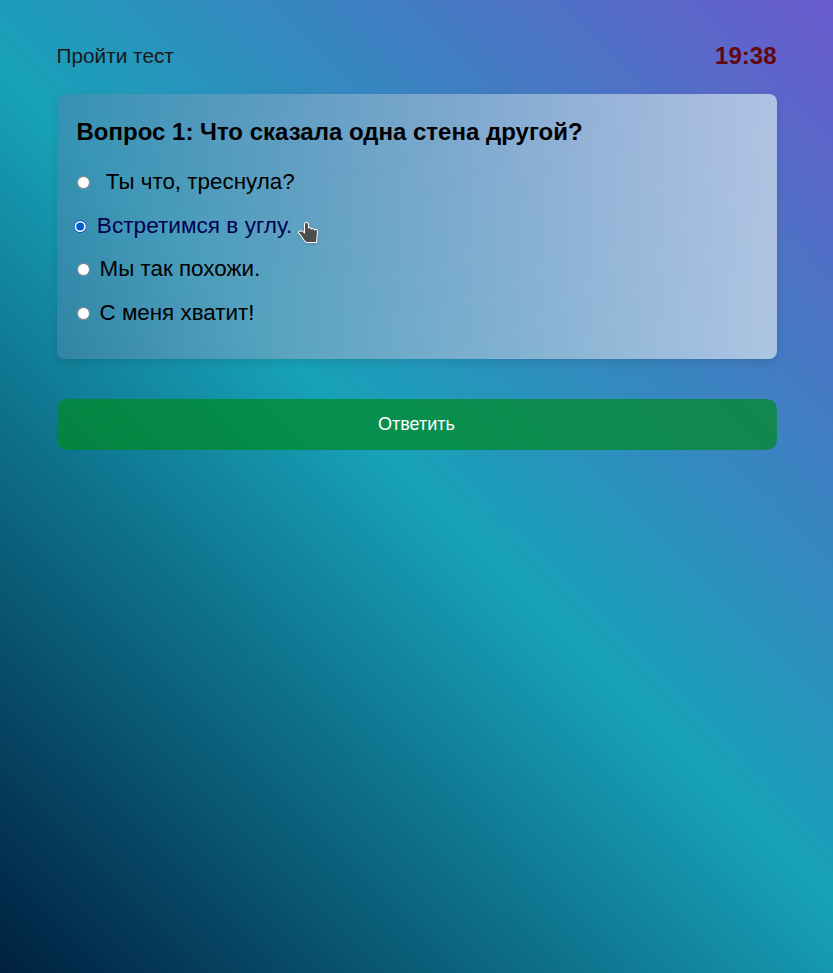 Пройти тест
19:38
Вопрос 1: Что сказала одна стена другой?
Ты что, треснула?
Встретимся в углу.
Мы так похожи.
С меня хватит!
Ответить